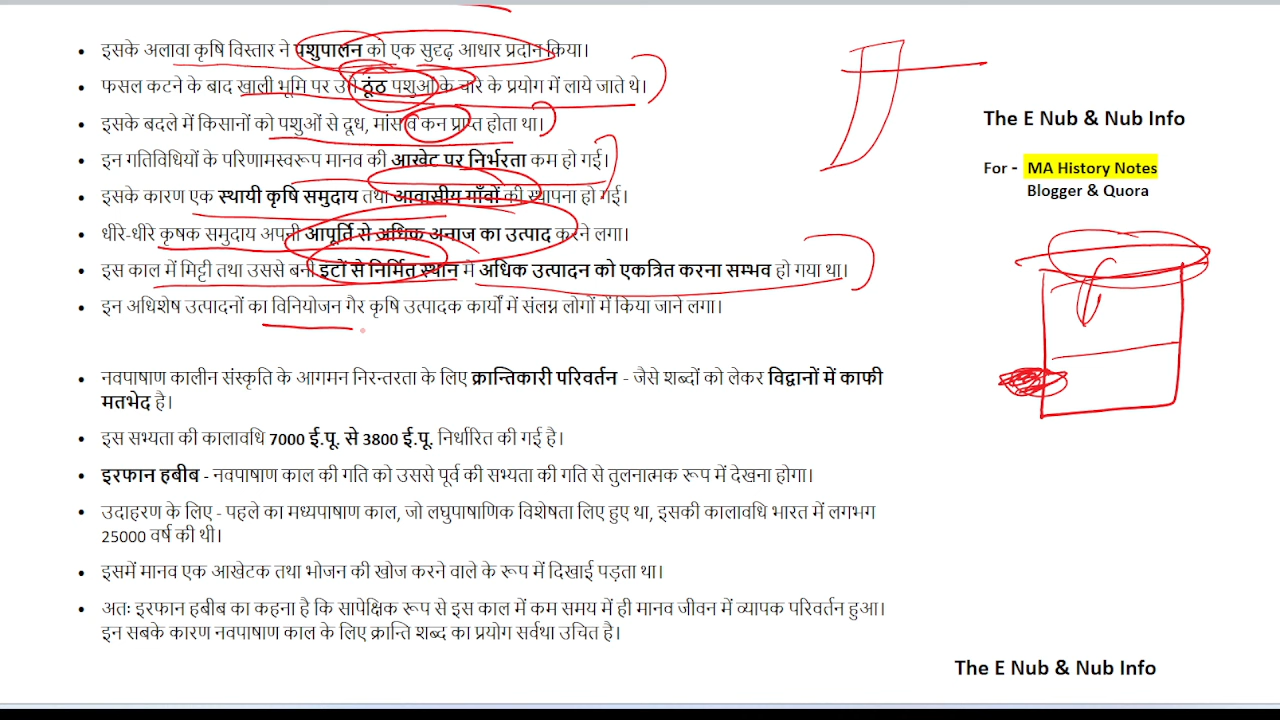 इसके अलावा कृषि विस्तार ने पशुपालन को एक सुदृढ़ आधार प्रदान किया।
फसल कटने के बाद खाली भूमि पर उगे ठूंठ पशुओं के चारे के प्रयोग में लाये जाते थे।
इसके बदले में किसानों को पशुओं से दूध, मांस व कन प्राप्त होता था।
इन गतिविधियों के परिणामस्वरूप मानव की आखेट पर निर्भरता कम हो गई।
इसके कारण एक स्थायी कृषि समुदाय तथा आवासीय गाँवों की स्थापना हो गई।
धीरे-धीरे कृषक समुदाय अपनी आपूर्ति से अधिक अनाज का उत्पाद करने लगा।
इस काल में मिट्टी तथा उससे बनी इटों से निर्मित स्थान में अधिक उत्पादन को एकत्रित करना सम्भव हो गया था।
इन अधिशेष उत्पादनों का विनियोजन गैर कृषि उत्पादक कार्यो में संलग्न लोगों में किया जाने लगा।
नवपाषाण कालीन संस्कृति के आगमन निरन्तरता के लिए क्रान्तिकारी परिवर्तन - जैसे शब्दों को लेकर विद्वानों में काफी
मतभेद है।
इस सभ्यता की कालावधि 7000 ई.पू. से 3800 ई.पू. निर्धारित की गई है।
इरफान हबीब - नवपाषाण काल की गति को उससे पूर्व की सभ्यता की गति से तुलनात्मक रूप में देखना होगा।
उदाहरण के लिए - पहले का मध्यपाषाण काल, जो लघुपाषाणिक विशेषता लिए हुए था, इसकी कालावधि भारत में लगभग
25000 वर्ष की थी।
इसमें मानव एक आखेटक तथा भोजन की खोज करने वाले के रूप में दिखाई पड़ता था।
अतः इरफान हबीब का कहना है कि सापेक्षिक रूप से इस काल में कम समय में ही मानव जीवन में व्यापक परिवर्तन हुआ।
इन सबके कारण नवपाषाण काल के लिए क्रान्ति शब्द का प्रयोग सर्वथा उचित है।
The E Nub & Nub Info
For - MA History Notes
Blogger & Quora
The E Nub & Nub Info